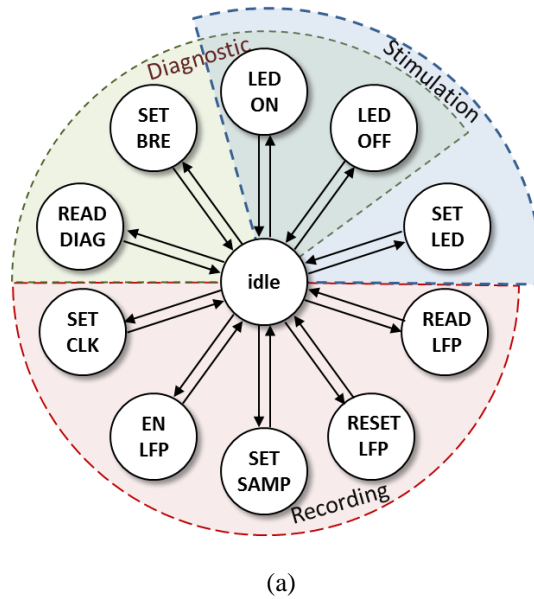 Diagnostic
Stimulation
LED
ON
LED
OFF
SET
BRE
SET
LED
READ
DIAG
idle
SET
CLK
READ
LFP
EN
LFP
RESET
LFP
SET
SAMP
Recording
(a)